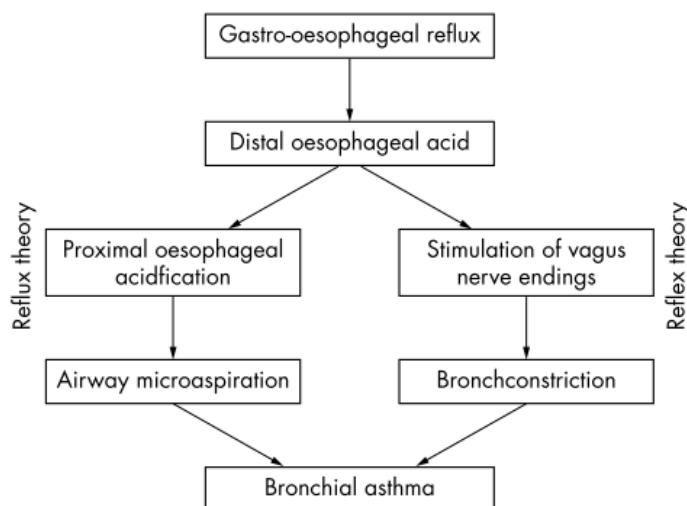 Gastro-oesophageal reflux
Distal oesophageal acid
Reflux theory
Proximal oesophageal
acidfication
Stimulation of vagus
nerve endings
Reflex theory
Airway microaspiration
Bronchconstriction
Bronchial asthma